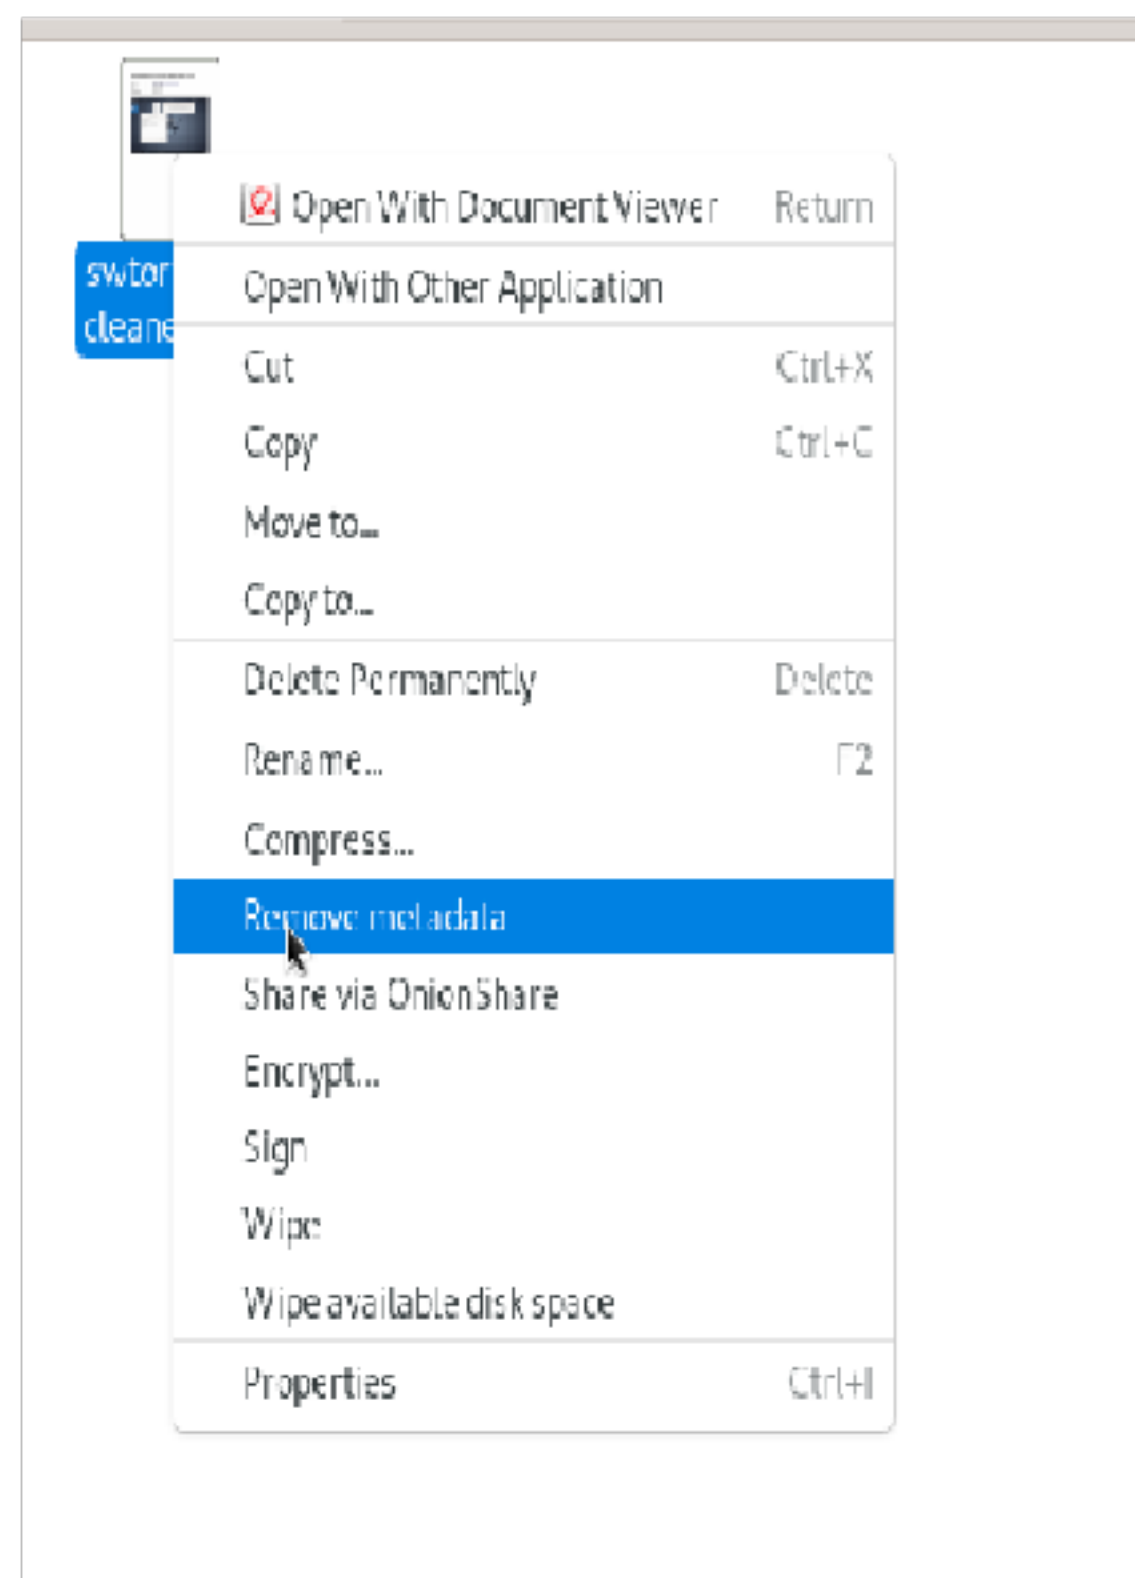 Open With Document Viewer Return
swtor
Open With Other Application
cleane
Cut Ctrl+X
Copy Ctrl+C
Move to...
Copy to...
Delete Permanently Delete
Rename... F2
Compress...
Remove metadata
Share via OnionShare
Encrypt...
Sign
Wipe
Wipe available disk space
Properties Ctrl+I